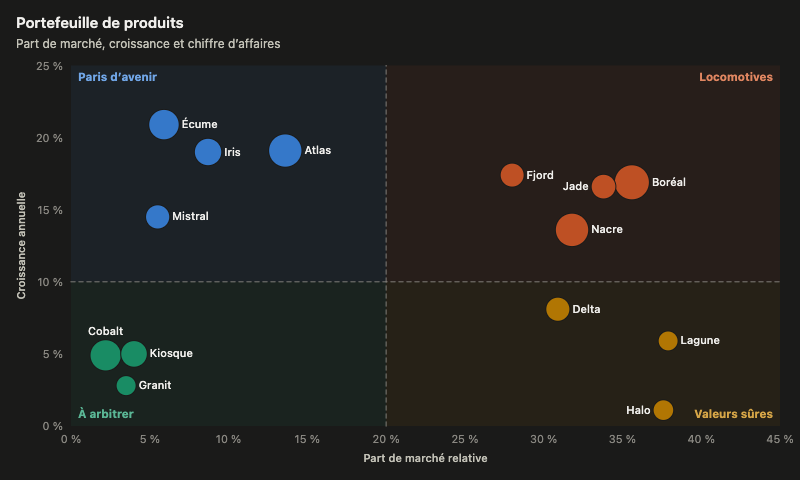 Portefeuille de produits
Part de marché, croissance et chiffre d’affaires
25 %
Paris d’avenir
Locomotives
20 %
Écume
Iris
Atlas
Fjord
Jade
Boréal
15 %
Mistral
Nacre
Croissance annuelle
10 %
Delta
Cobalt
Lagune
5 %
Kiosque
Granit
À arbitrer
Halo
Valeurs sûres
0 %
0 %
5 %
10 %
15 %
20 %
25 %
30 %
35 %
40 %
45 %
Part de marché relative